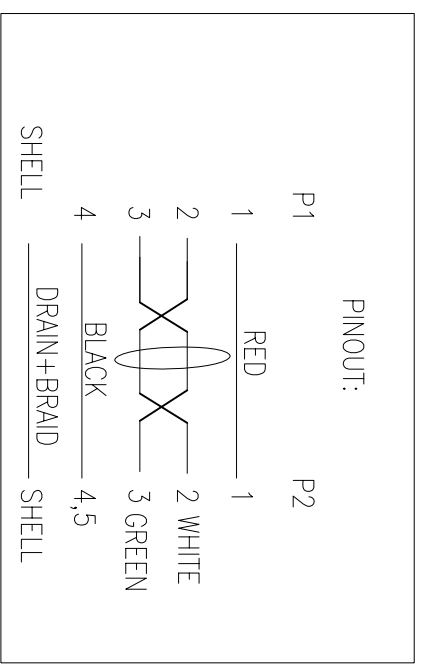 PINOUT:
P1 P2
RED
1 1
2 2 WHITE
3 3 GREEN
BLACK
4 4,5
DRAIN+BRAID
SHELL SHELL